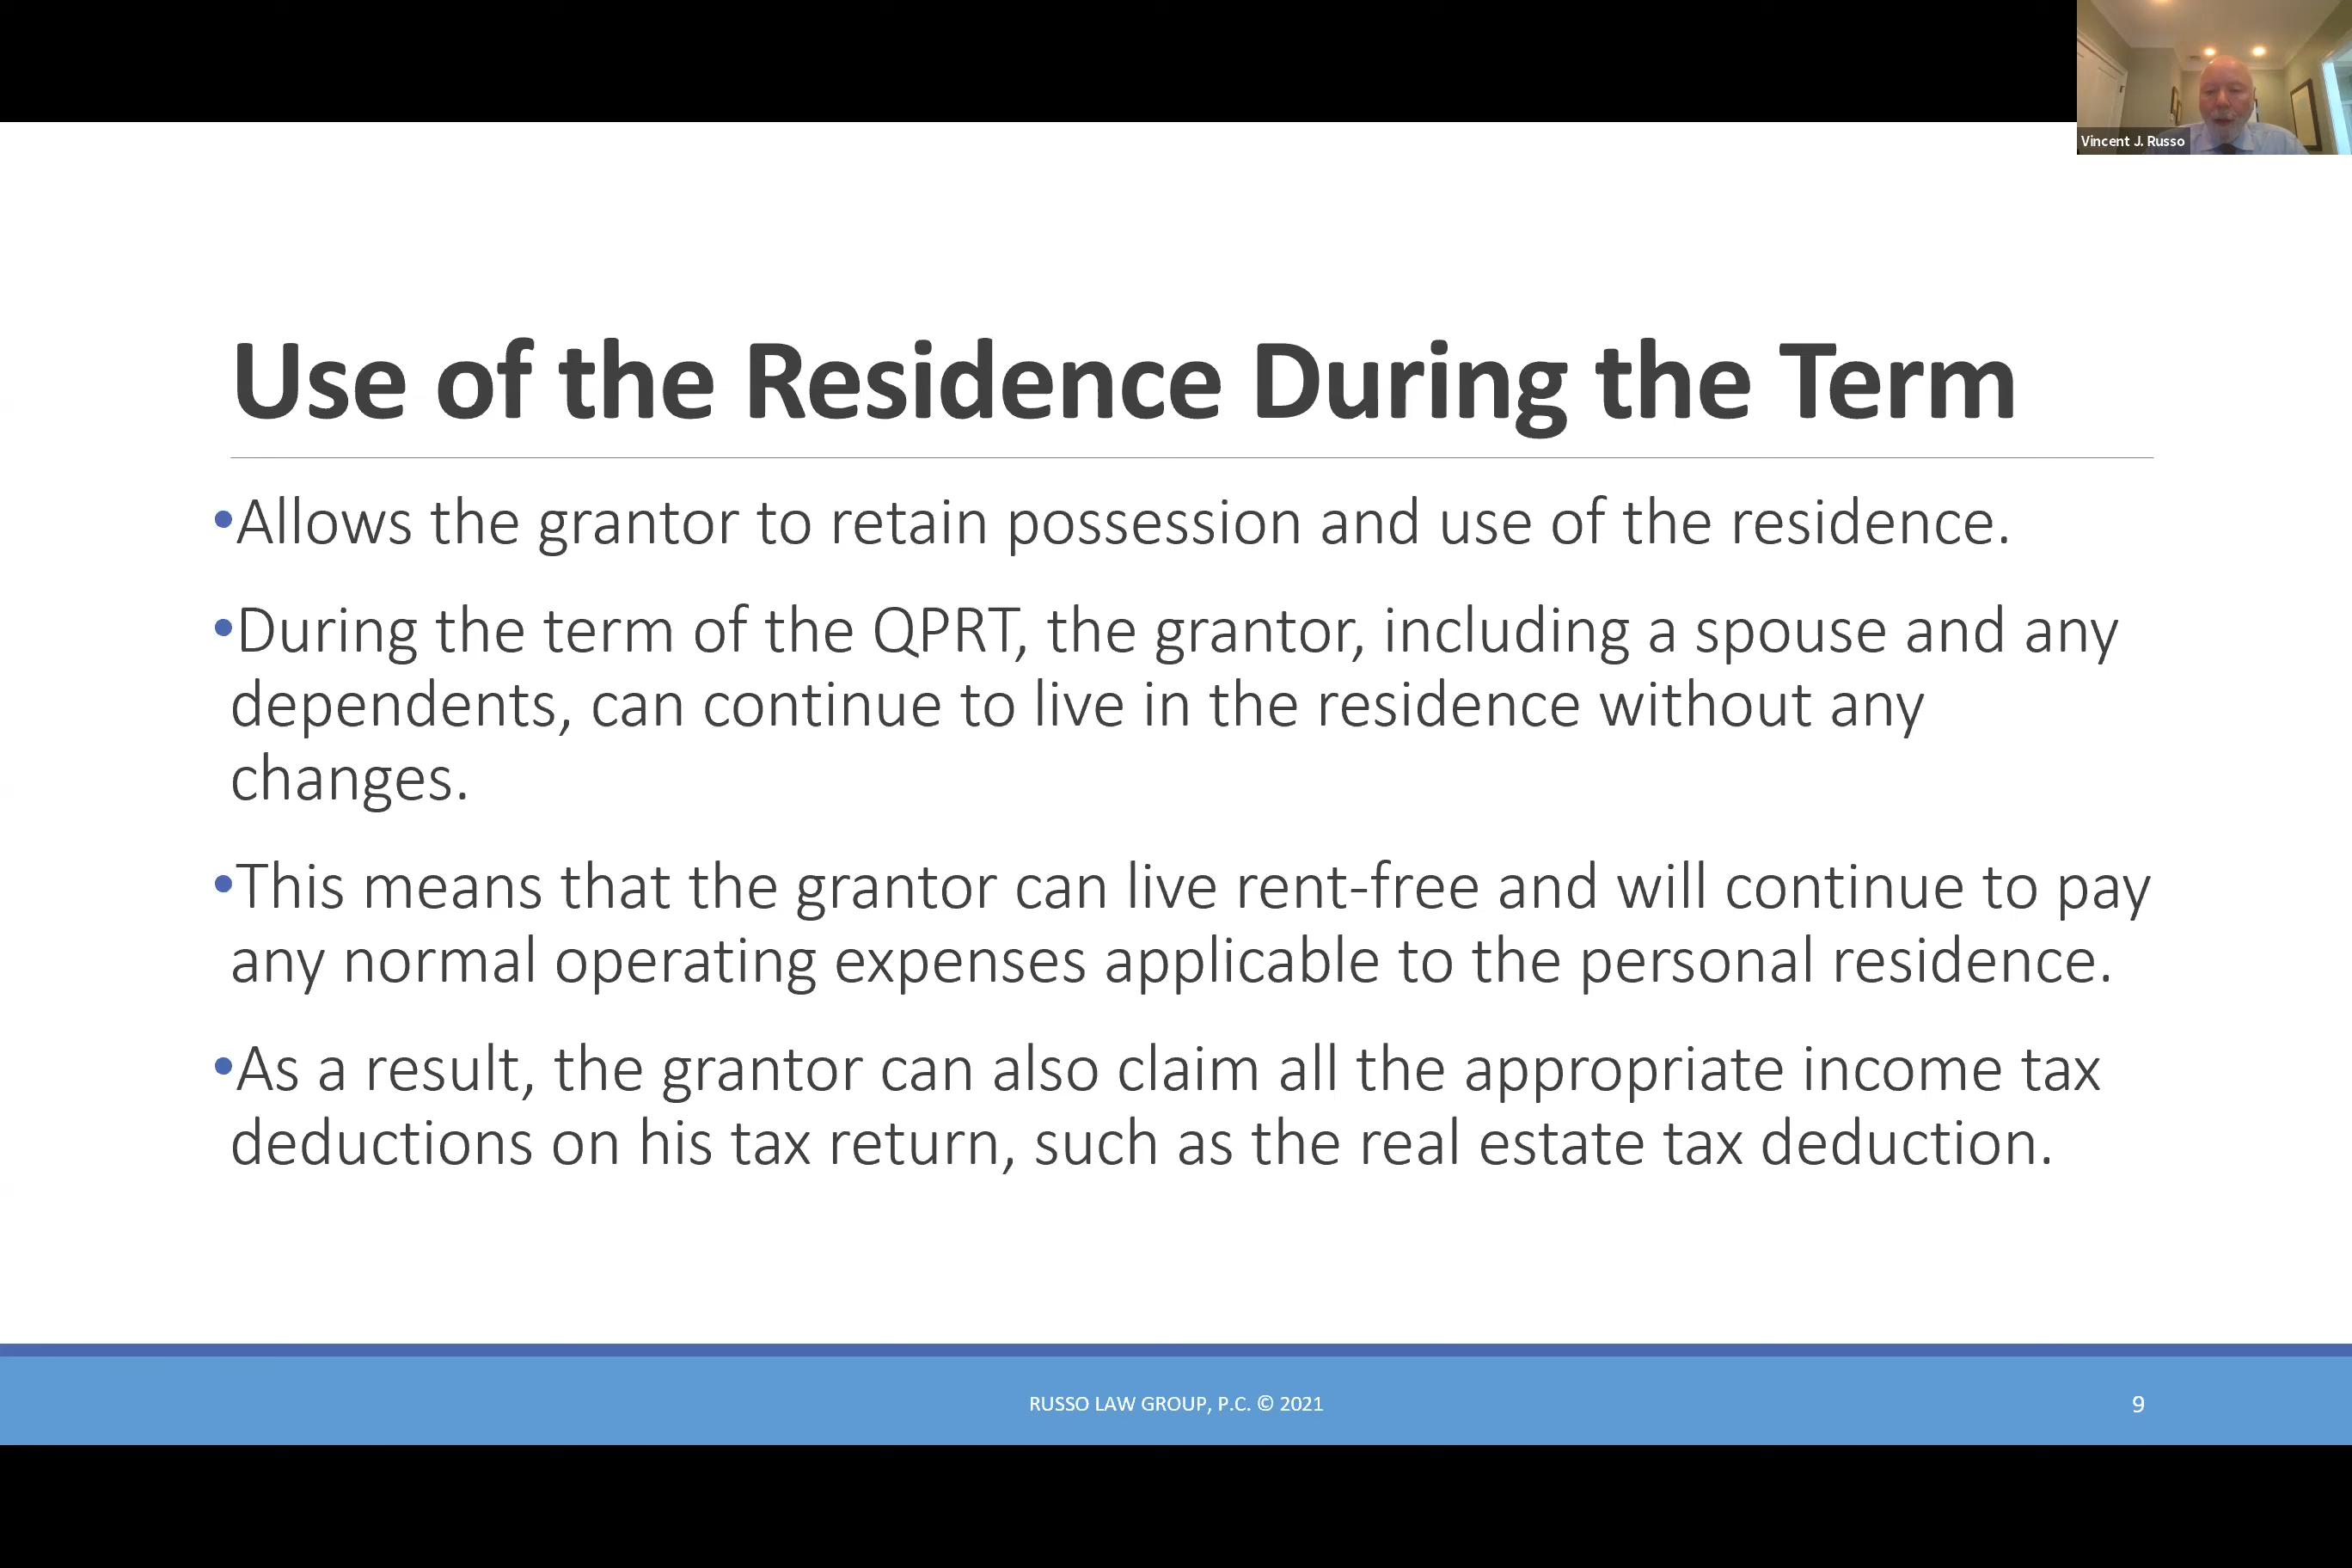 Vincent J. Russo
Use of the Residence During the Term
•Allows the grantor to retain possession and use of the residence.
•During the term of the QPRT, the grantor, including a spouse and any
dependents, can continue to live in the residence without any
changes.
•This means that the grantor can live rent-free and will continue to pay
any normal operating expenses applicable to the personal residence.
•As a result, the grantor can also claim all the appropriate income tax
deductions on his tax return, such as the real estate tax deduction.
RUSSO LAW GROUP, P.C. © 2021
9